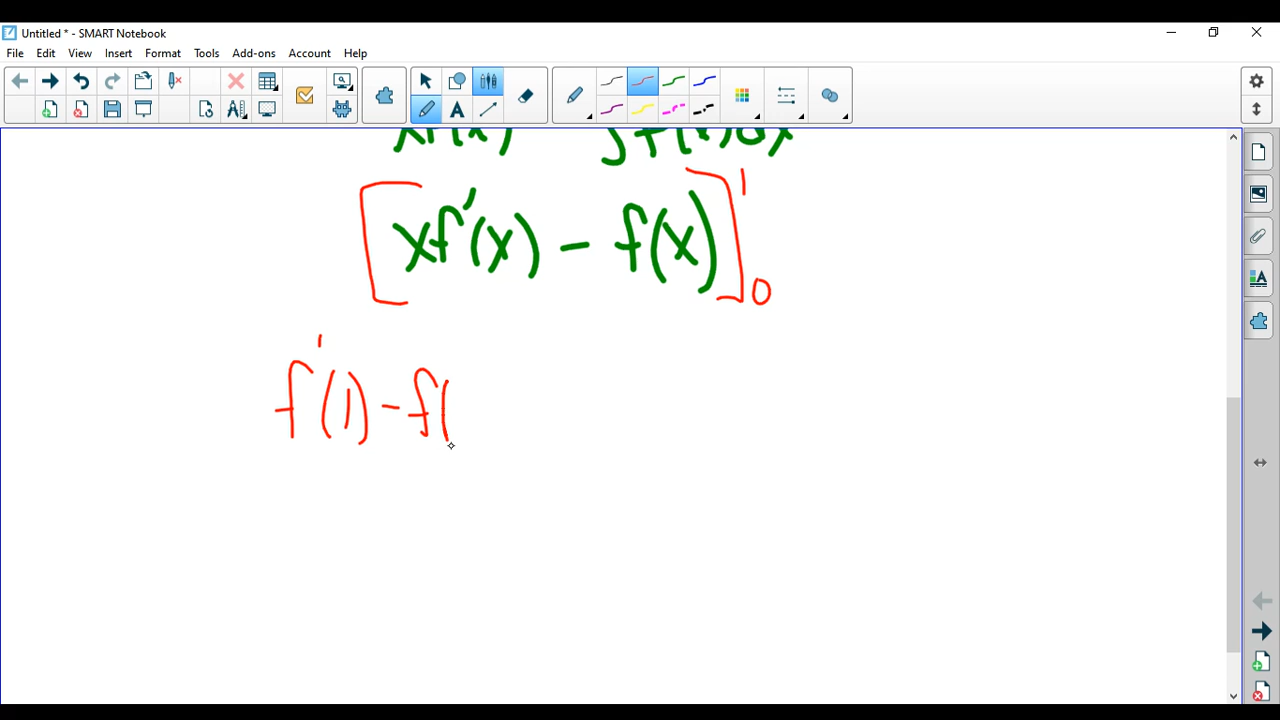 Untitled * - SMART Notebook
File Edit View Insert Format Tools Add-ons Account Help
[xf'(x) - f(x)]
1
0
f'(1) - f(